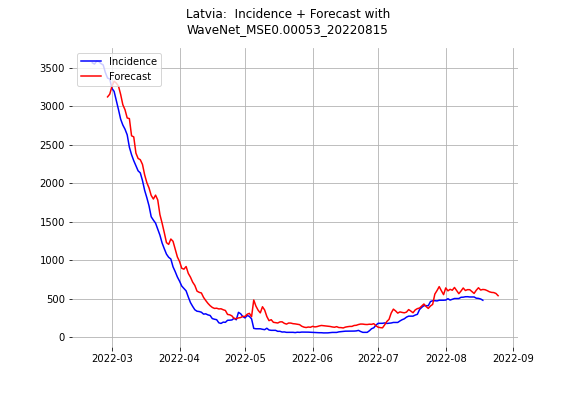 Latvia:  Incidence + Forecast with
WaveNet_MSE0.00053_20220815
Incidence
Forecast
3500
3000
2500
2000
1500
1000
500
0
2022-03 2022-04 2022-05 2022-06 2022-07 2022-08 2022-09